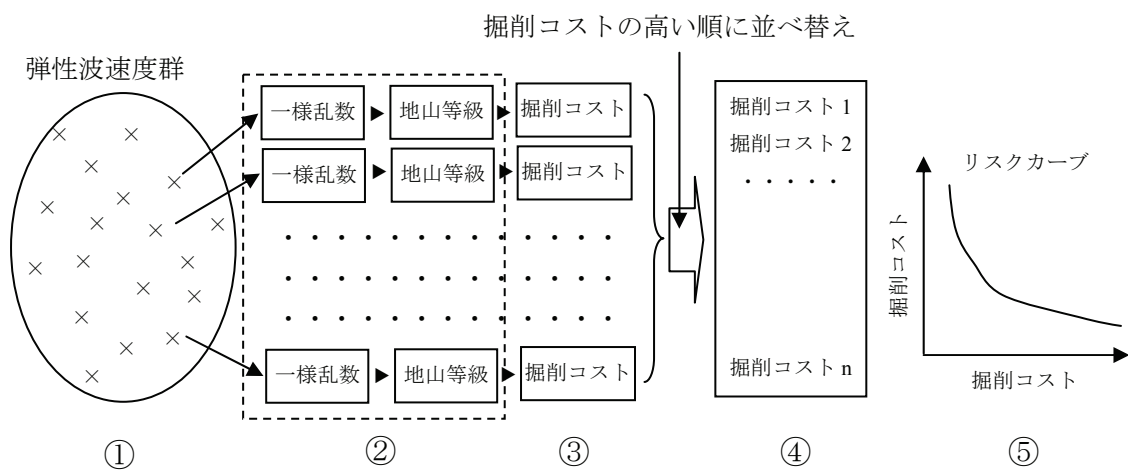 掘削コストの高い順に並べ替え
弾性波速度群
一様乱数
地山等級
掘削コスト
一様乱数
地山等級
掘削コスト
一様乱数
地山等級
掘削コスト
掘削コスト 1
掘削コスト 2
・・・・・
掘削コスト n
リスクカーブ
掘削コスト
掘削コスト
①
②
③
④
⑤